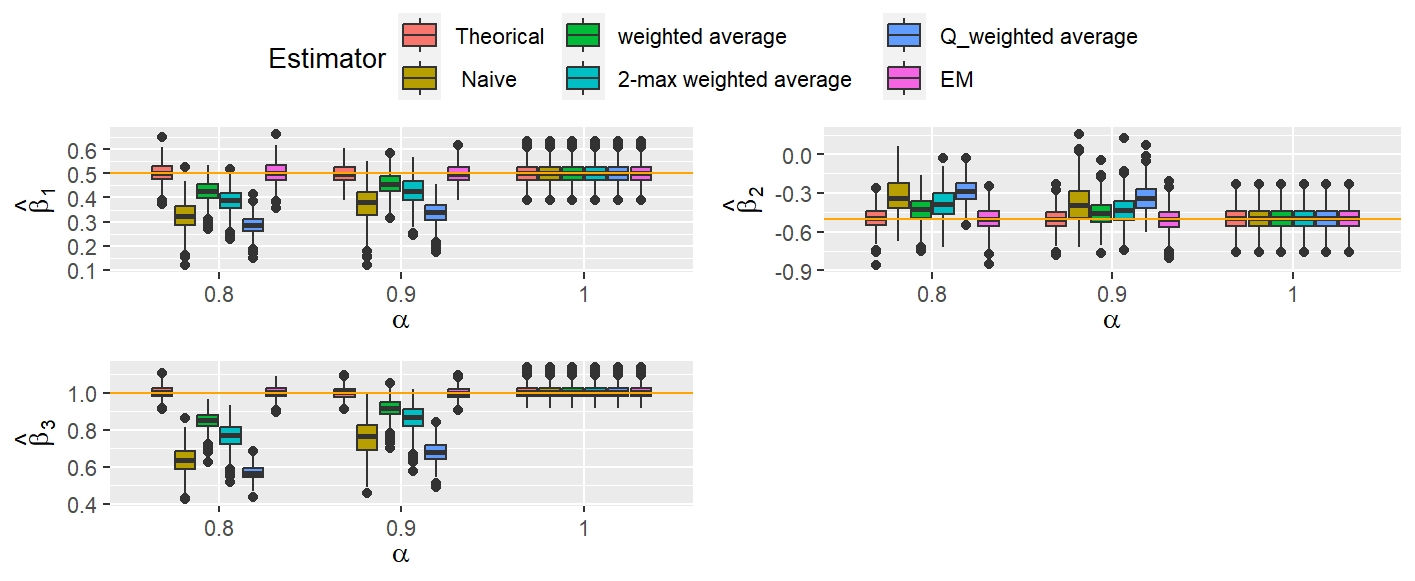 Estimator
Theorical
weighted average
Q_weighted average
Naive
2-max weighted average
EM
β̂1
0.6
0.5
0.4
0.3
0.2
0.1
0.8
0.9
1
α
β̂2
0.0
-0.3
-0.6
-0.9
0.8
0.9
1
α
β̂3
1.0
0.8
0.6
0.4
0.8
0.9
1
α